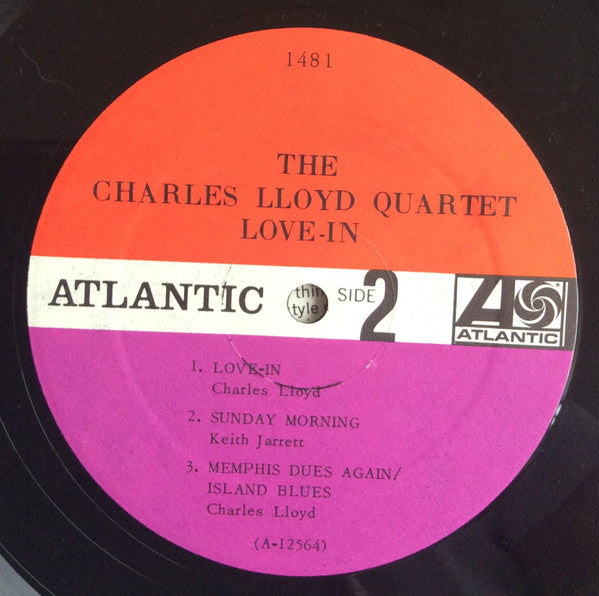 1481
THE
CHARLES LLOYD QUARTET
LOVE-IN
ATLANTIC
SIDE 2
ATLANTIC
1. LOVE-IN
Charles Lloyd
2. SUNDAY MORNING
Keith Jarrett
3. MEMPHIS DUES AGAIN/
ISLAND BLUES
Charles Lloyd
(A-12564)